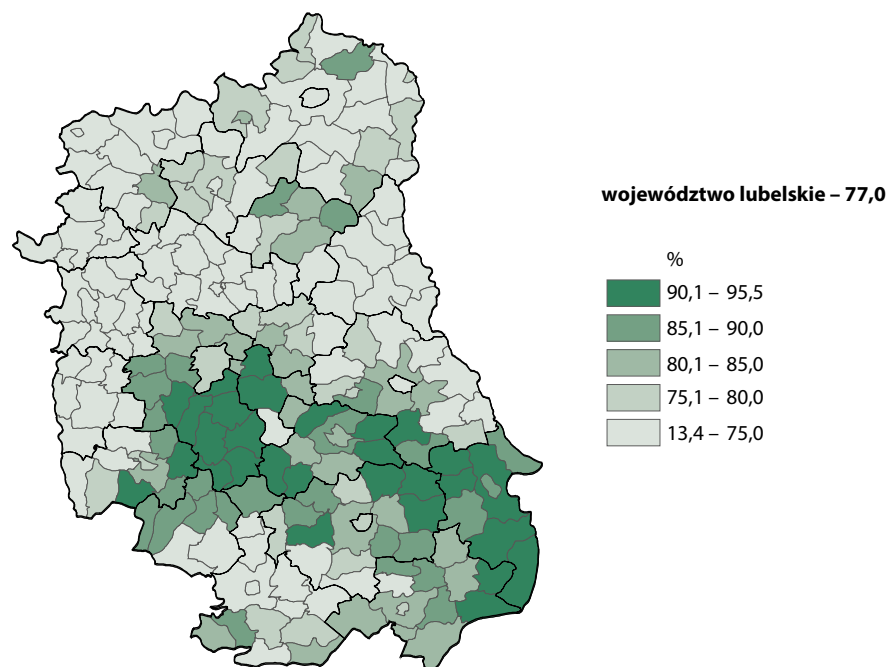 województwo lubelskie – 77,0
%
90,1 – 95,5
85,1 – 90,0
80,1 – 85,0
75,1 – 80,0
13,4 – 75,0